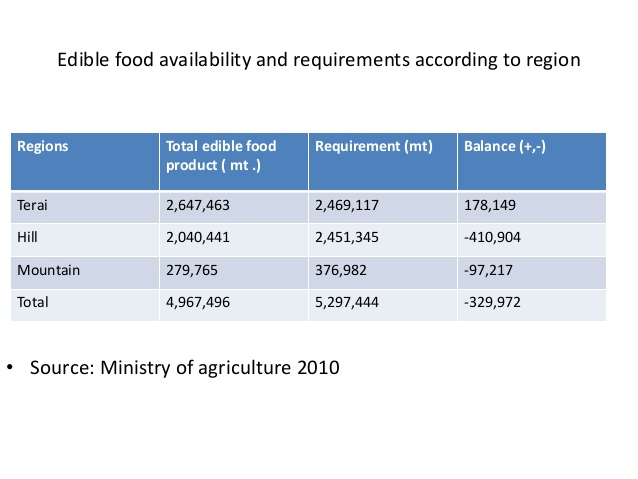 Edible food availability and requirements according to region
Regions
Total edible food
product ( mt .)
Requirement (mt)
Balance (+,-)
Terai
2,647,463
2,469,117
178,149
Hill
2,040,441
2,451,345
-410,904
Mountain
279,765
376,982
-97,217
Total
4,967,496
5,297,444
-329,972
• Source: Ministry of agriculture 2010